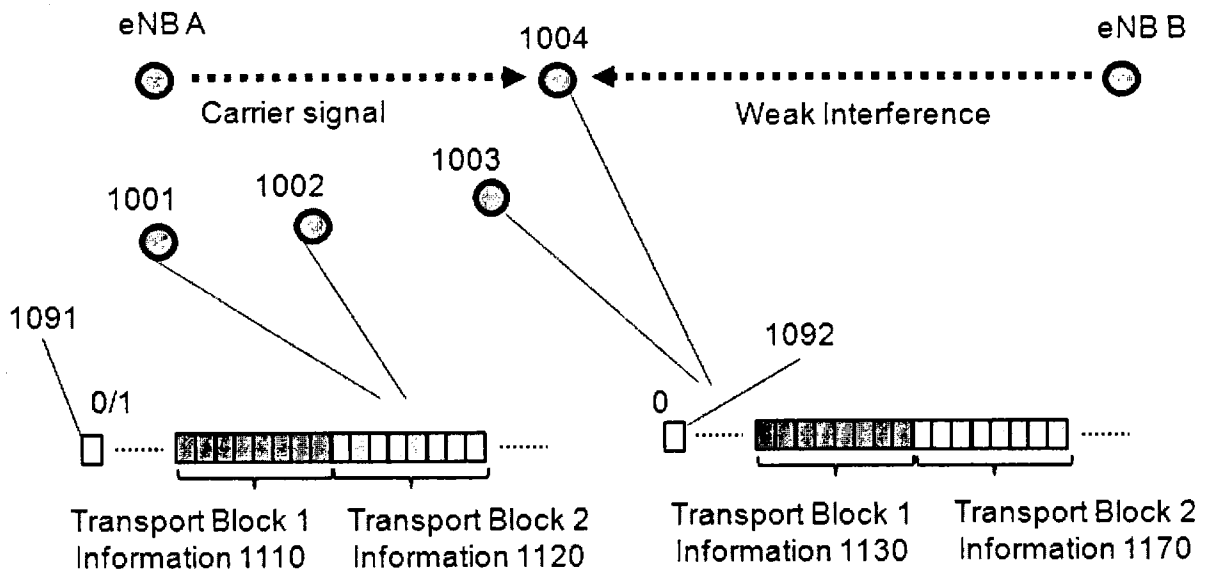 eNB A
1004
eNB B
Carrier signal
Weak Interference
1003
1001
1002
1091
1092
0/1
0
Transport Block 1
Information 1110
Transport Block 2
Information 1120
Transport Block 1
Information 1130
Transport Block 2
Information 1170